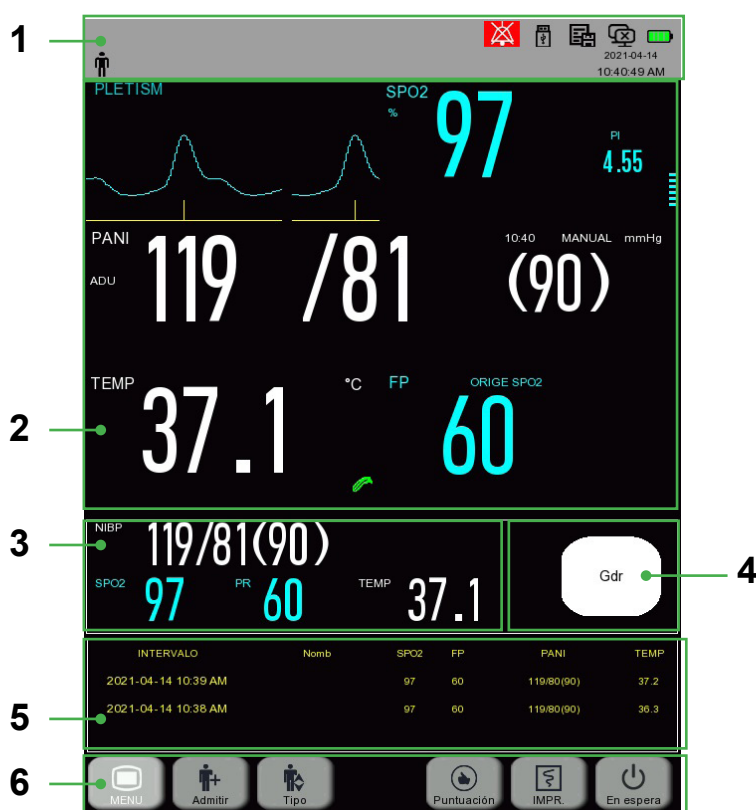 1
2021-04-14
10:40:49 AM
PLETISM
SPO2
%
97
PI
4.55
PANI
ADU
119 /81
10:40 MANUAL mmHg
(90)
2
TEMP
37.1
°C
FP
ORIGE SPO2
60
3
NIBP
119/81(90)
SPO2
97
PR
60
TEMP
37.1
Gdr
4
5
INTERVALO Nomb SPO2 FP PANI TEMP
2021-04-14 10:39 AM 97 60 119/80(90) 37.2
2021-04-14 10:38 AM 97 60 119/80(90) 36.3
6
MENU Admitir Tipo Puntuación IMPR. En espera